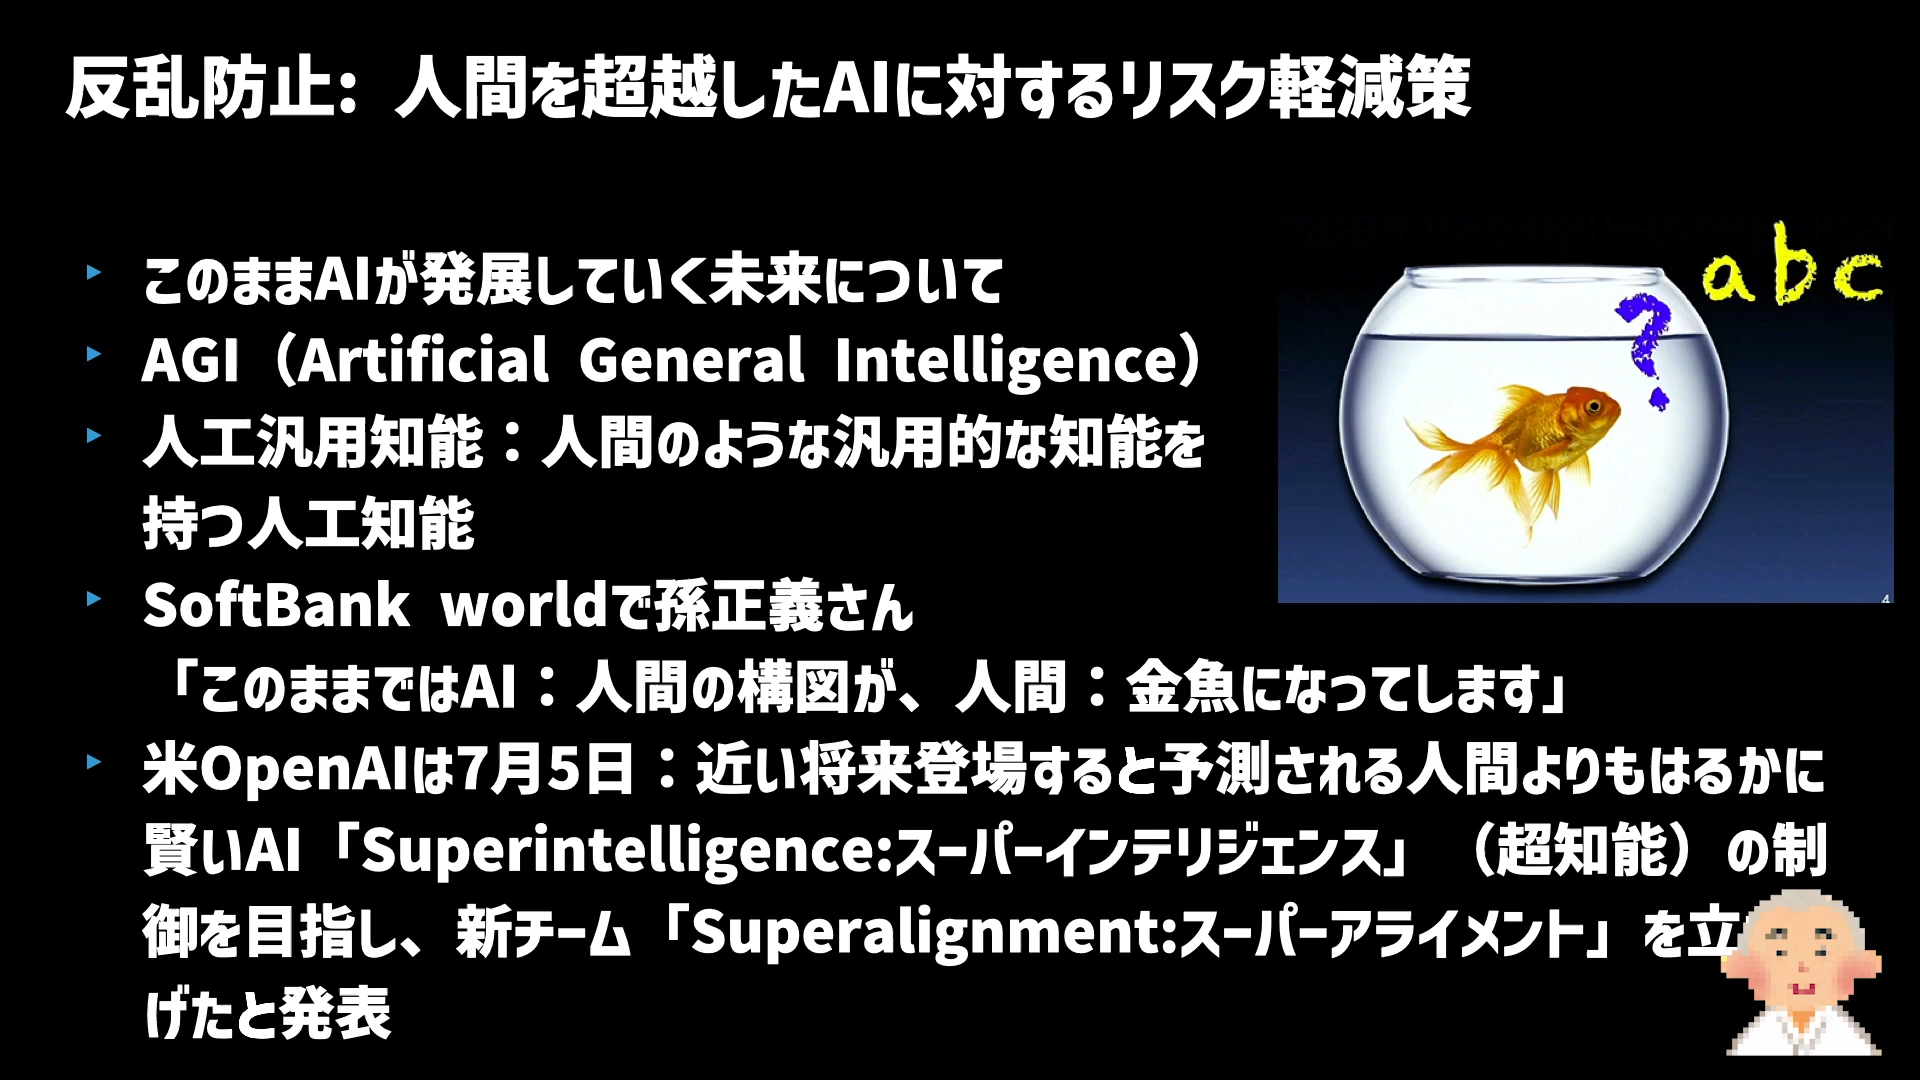 反乱防止: 人間を超越したAIに対するリスク軽減策
このままAIが発展していく未来について
AGI（Artificial General Intelligence）
人工汎用知能：人間のような汎用的な知能を
持つ人工知能
SoftBank worldで孫正義さん
「このままではAI：人間の構図が、人間：金魚になってします」
米OpenAIは7月5日：近い将来登場すると予測される人間よりもはるかに
賢いAI「Superintelligence:スーパーインテリジェンス」（超知能）の制
御を目指し、新チーム「Superalignment:スーパーアライメント」を立
げたと発表
abc
?
4